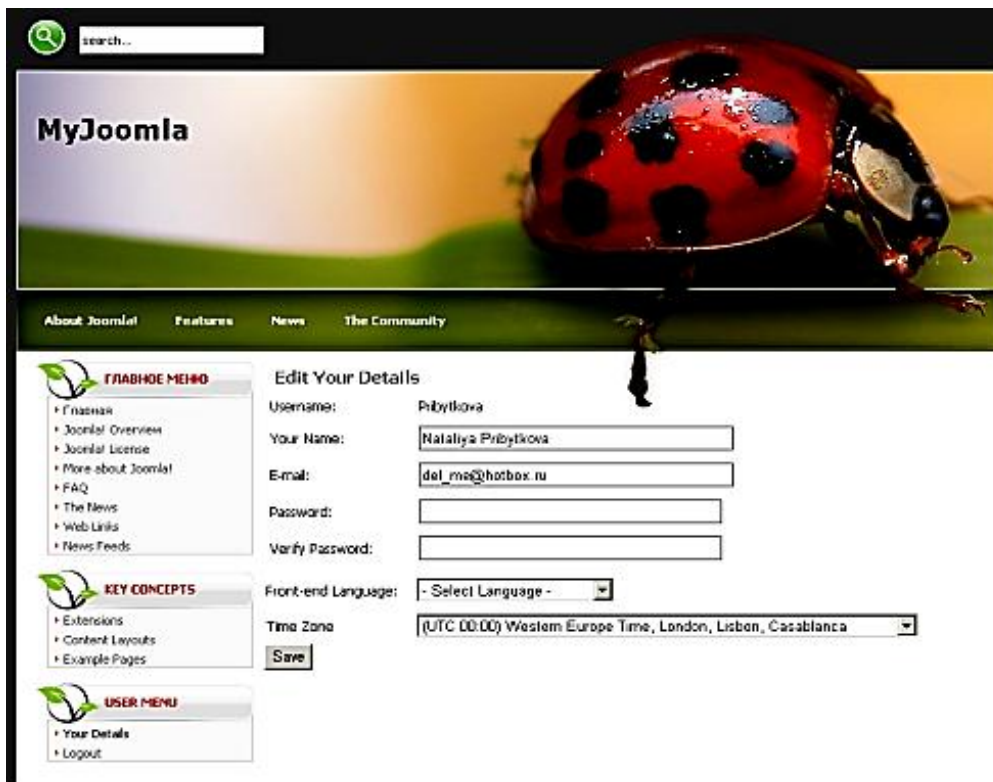 search..
MyJoomla
About Joomla! Features News The Community
ГЛАВНОЕ МЕНЮ
Главная
Joomla! Overview
Joomla! License
More about Joomla!
FAQ
The News
Web Links
News Feeds
KEY CONCEPTS
Extensions
Content Layouts
Example Pages
USER MENU
Your Details
Logout
Edit Your Details
Username: Pribytkova
Your Name: Nataliya Pribytkova
E-mail: del_me@hotbox.ru
Password:
Verify Password:
Front-end Language: - Select Language -
Time Zone (UTC 00:00) Western Europe Time, London, Lisbon, Casablanca
Save